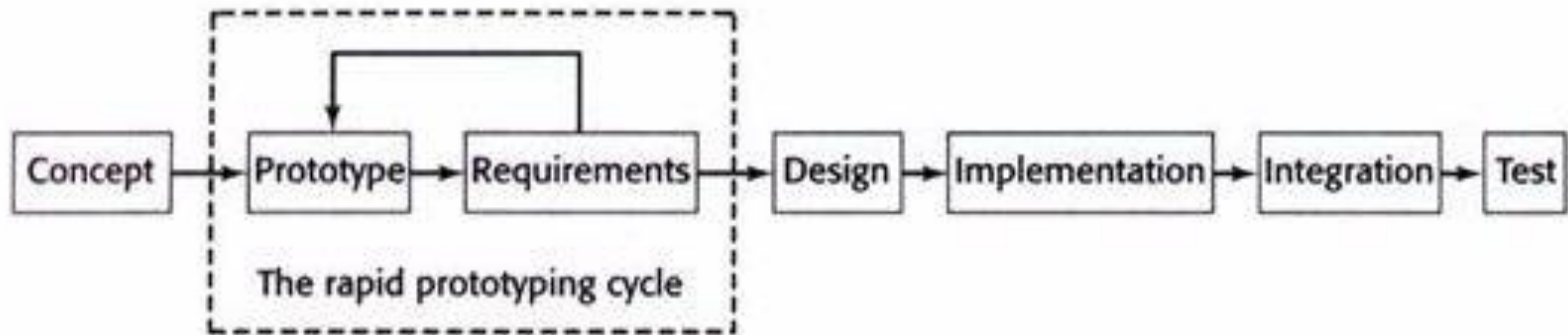 Concept
Prototype
Requirements
Design
Implementation
Integration
Test
The rapid prototyping cycle